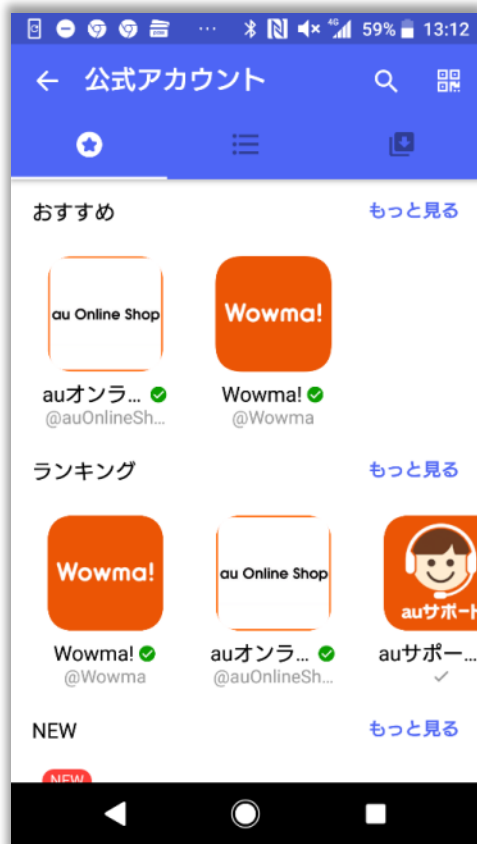 4G 59% 13:12
公式アカウント
おすすめ もっと見る
au Online Shop Wowma!
auオンラ... Wowma!
@auOnlineSh... @Wowma
ランキング もっと見る
Wowma! au Online Shop auサポート
Wowma! auオンラ... auサポー...
@Wowma @auOnlineSh...
NEW もっと見る
NEW